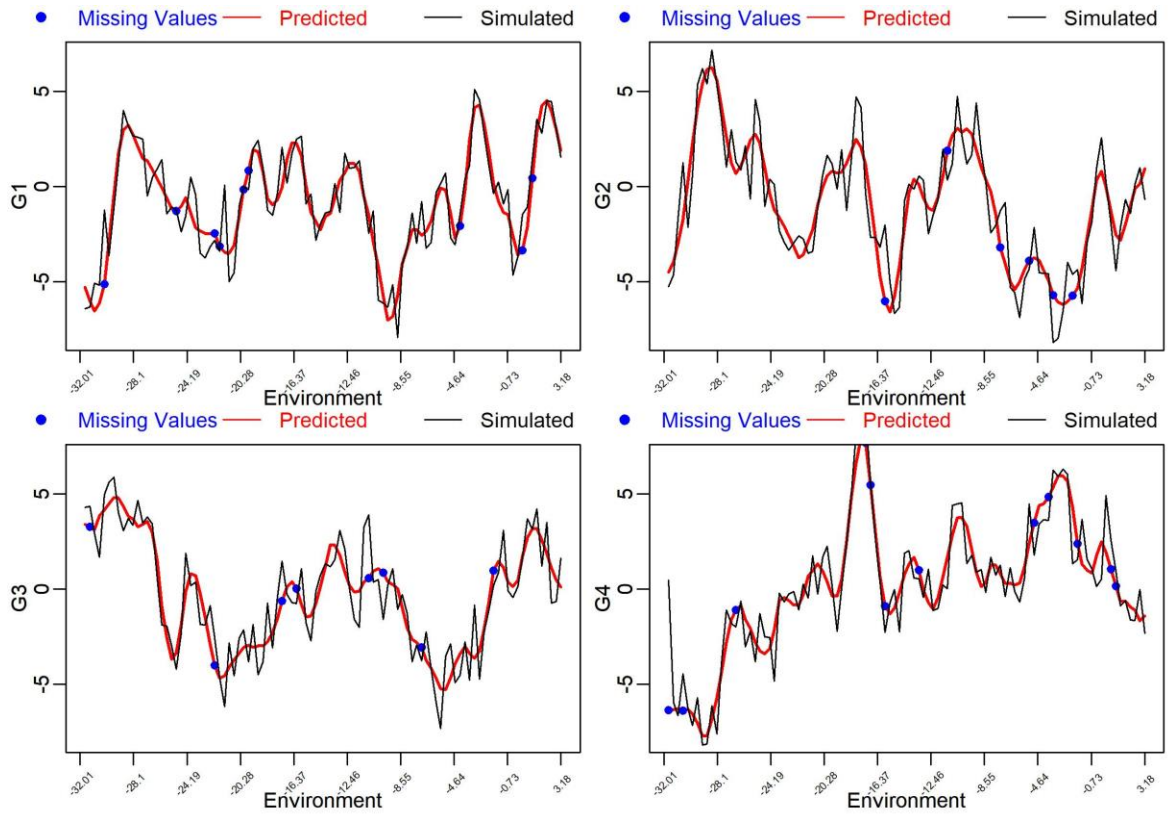 Missing Values Predicted Simulated
G1
5
0
-5
-32.01 -28.1 -24.19 -20.28 -16.37 -12.46 -8.55 -4.64 -0.73 3.18
Environment
Missing Values Predicted Simulated
G2
5
0
-5
-32.01 -28.1 -24.19 -20.28 -16.37 -12.46 -8.55 -4.64 -0.73 3.18
Environment
Missing Values Predicted Simulated
G3
5
0
-5
-32.01 -28.1 -24.19 -20.28 -16.37 -12.46 -8.55 -4.64 -0.73 3.18
Environment
Missing Values Predicted Simulated
G4
5
0
-5
-32.01 -28.1 -24.19 -20.28 -16.37 -12.46 -8.55 -4.64 -0.73 3.18
Environment